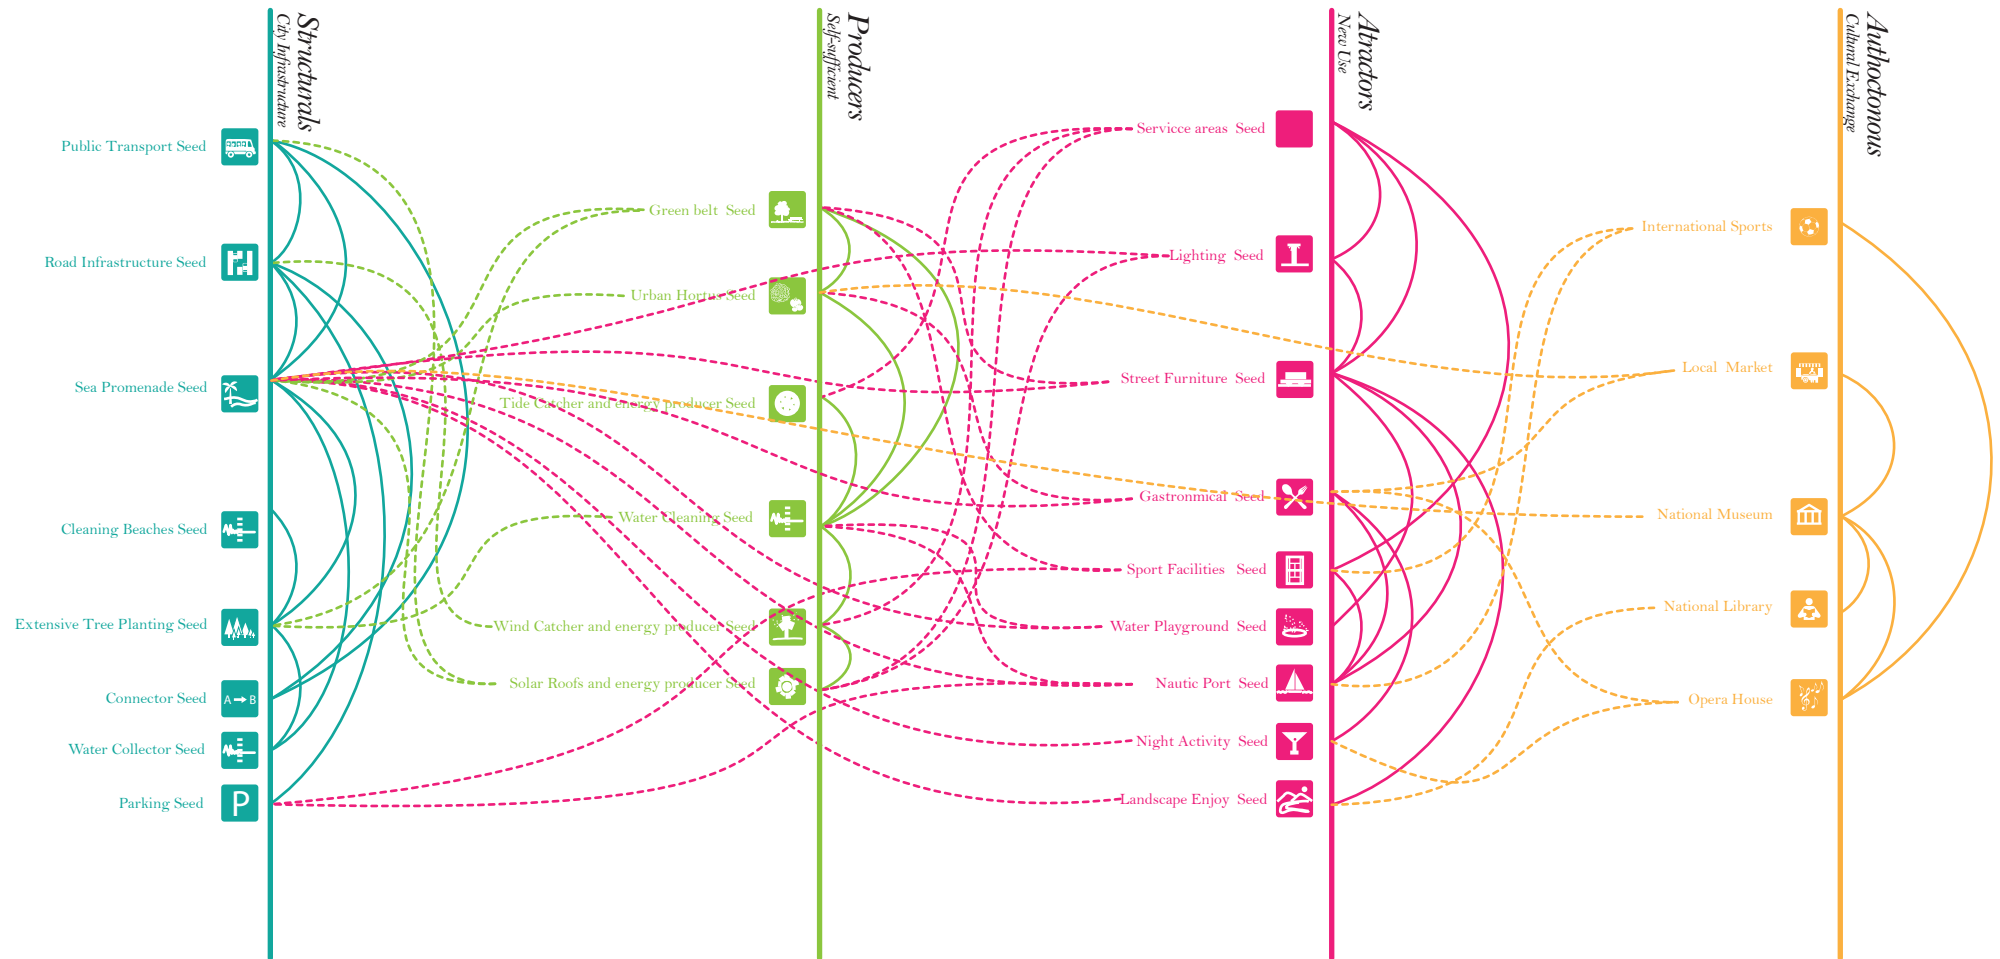 Structurals
City Infrastructure
Public Transport Seed
Road Infrastructure Seed
Sea Promenade Seed
Cleaning Beaches Seed
Extensive Tree Planting Seed
Connector Seed
A B
Water Collector Seed
Parking Seed
P
Producers
Self-sufficient
Green belt Seed
Urban Hortus Seed
Tide Catcher and energy producer Seed
Water Cleaning Seed
Wind Catcher and energy producer Seed
Solar Roofs and energy producer Seed
Atractors
New Use
Servicce areas Seed
Lighting Seed
Street Furniture Seed
Gastronmical Seed
Sport Facilities Seed
Water Playground Seed
Nautic Port Seed
Night Activity Seed
Landscape Enjoy Seed
Authoctonous
Cultural Exchange
International Sports
Local Market
National Museum
National Library
Opera House